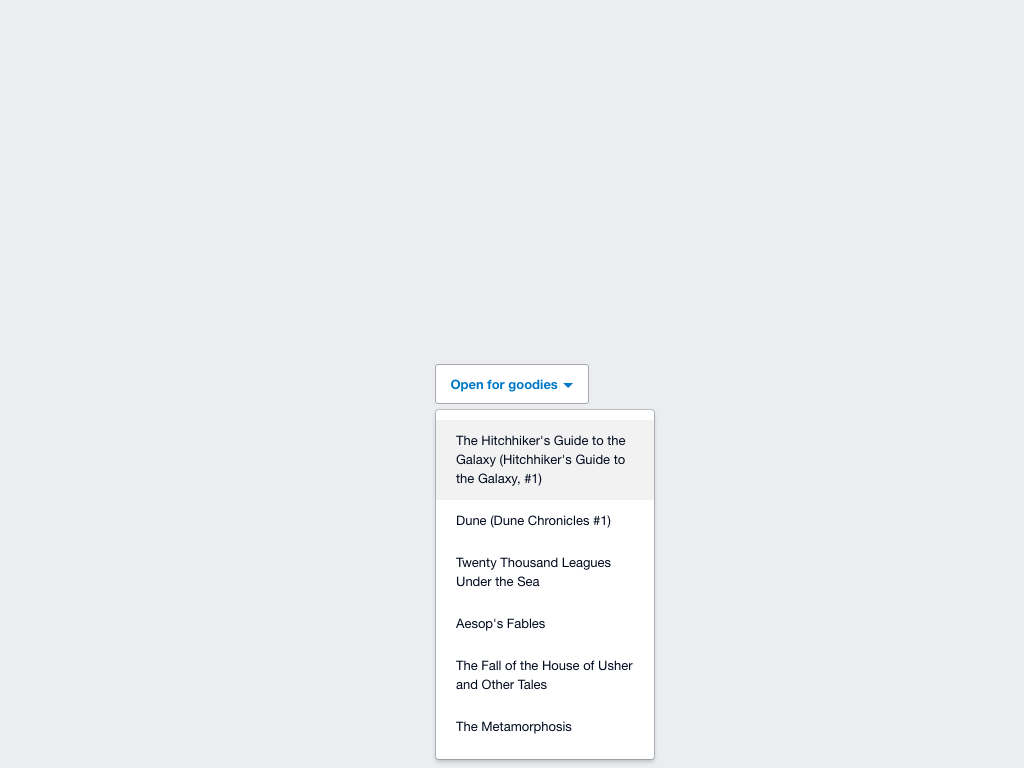 Open for goodies
The Hitchhiker's Guide to the
Galaxy (Hitchhiker's Guide to
the Galaxy, #1)
Dune (Dune Chronicles #1)
Twenty Thousand Leagues
Under the Sea
Aesop's Fables
The Fall of the House of Usher
and Other Tales
The Metamorphosis